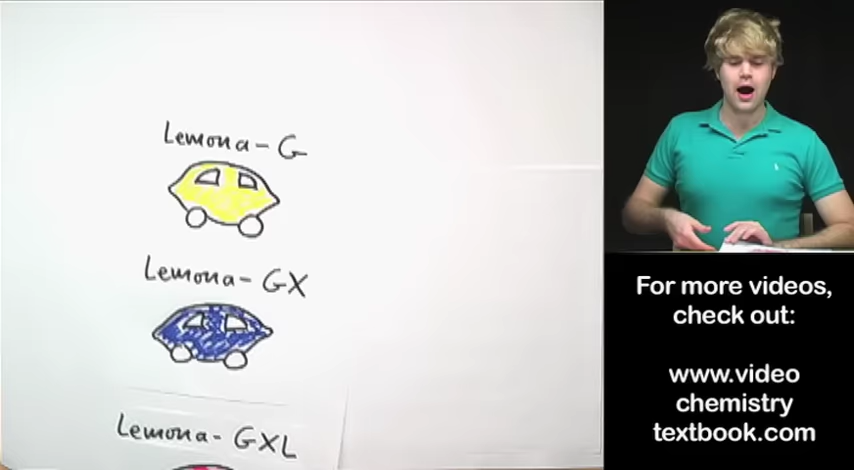 Lemona-G
Lemona-GX
Lemona-GXL
For more videos,
check out:
www.video
chemistry
textbook.com